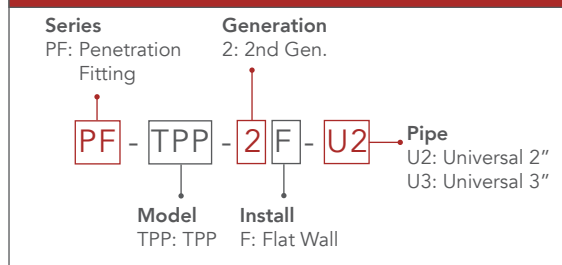 Series
PF: Penetration
Fitting
Generation
2: 2nd Gen.
PF - TPP - 2 F - U2
Pipe
U2: Universal 2"
U3: Universal 3"
Model
TPP: TPP
Install
F: Flat Wall